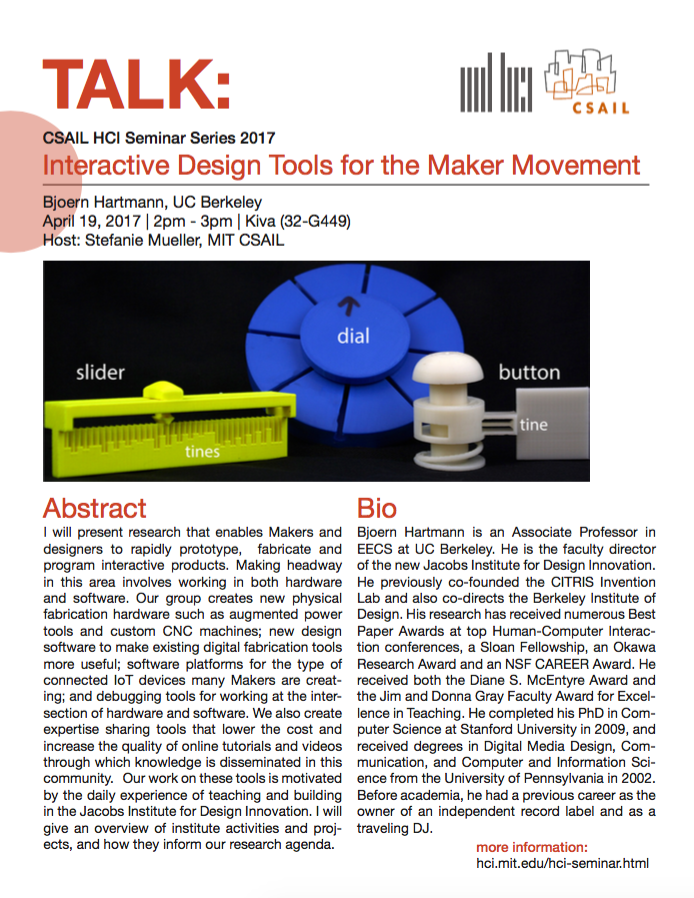 TALK:
CSAIL
CSAIL HCI Seminar Series 2017
Interactive Design Tools for the Maker Movement
Bjoern Hartmann, UC Berkeley
April 19, 2017 | 2pm - 3pm | Kiva (32-G449)
Host: Stefanie Mueller, MIT CSAIL
slider
dial
button
tine
tines
Abstract
I will present research that enables Makers and
designers to rapidly prototype, fabricate and
program interactive products. Making headway
in this area involves working in both hardware
and software. Our group creates new physical
fabrication hardware such as augmented power
tools and custom CNC machines; new design
software to make existing digital fabrication tools
more useful; software platforms for the type of
connected IoT devices many Makers are creat-
ing; and debugging tools for working at the inter-
section of hardware and software. We also create
expertise sharing tools that lower the cost and
increase the quality of online tutorials and videos
through which knowledge is disseminated in this
community. Our work on these tools is motivated
by the daily experience of teaching and building
in the Jacobs Institute for Design Innovation. I will
give an overview of institute activities and proj-
ects, and how they inform our research agenda.
Bio
Bjoern Hartmann is an Associate Professor in
EECS at UC Berkeley. He is the faculty director
of the new Jacobs Institute for Design Innovation.
He previously co-founded the CITRIS Invention
Lab and also co-directs the Berkeley Institute of
Design. His research has received numerous Best
Paper Awards at top Human-Computer Interac-
tion conferences, a Sloan Fellowship, an Okawa
Research Award and an NSF CAREER Award. He
received both the Diane S. McEntyre Award and
the Jim and Donna Gray Faculty Award for Excel-
lence in Teaching. He completed his PhD in Com-
puter Science at Stanford University in 2009, and
received degrees in Digital Media Design, Com-
munication, and Computer and Information Sci-
ence from the University of Pennsylvania in 2002.
Before academia, he had a previous career as the
owner of an independent record label and as a
traveling DJ.
more information:
hci.mit.edu/hci-seminar.html